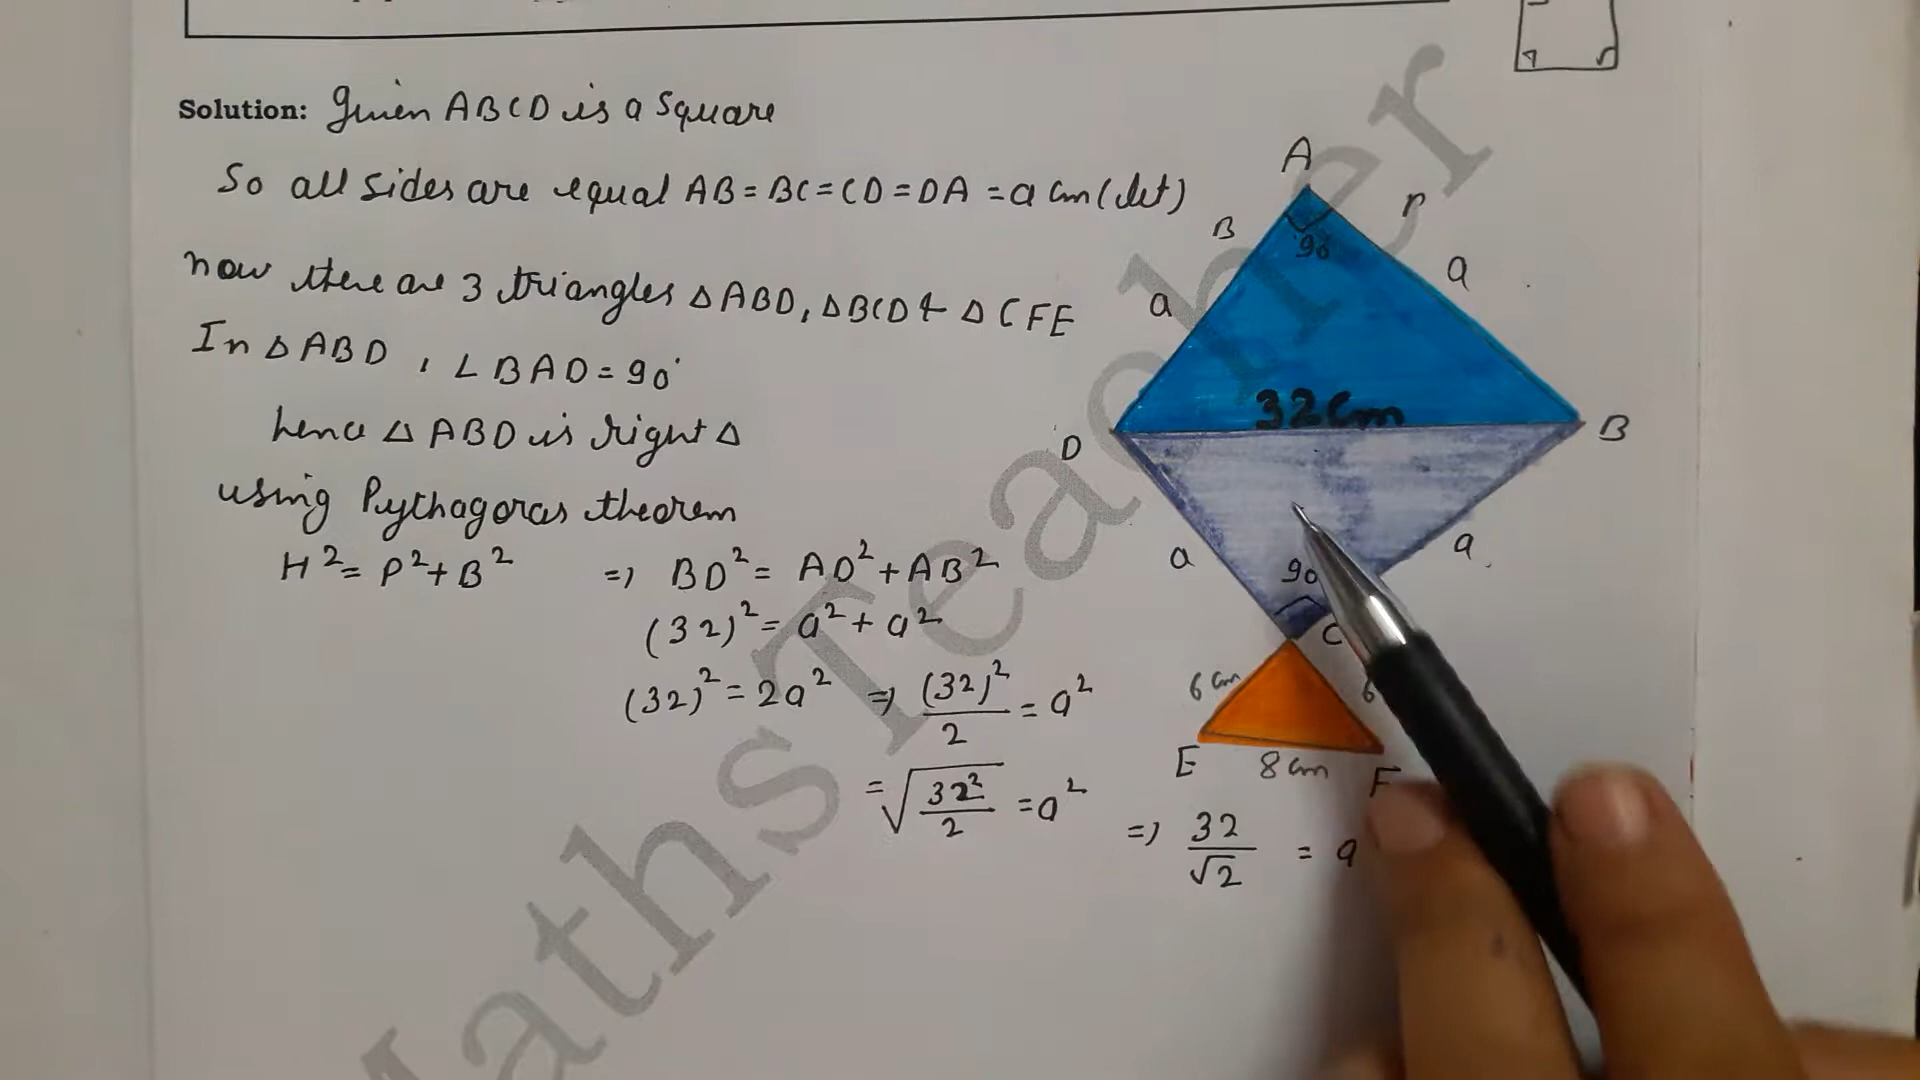 Solution: Given ABCD is a square
So all sides are equal AB = BC = CD = DA = a cm (let)
now there are 3 triangles △ABD, △BCD & △CFE
In △ABD, ∠BAD = 90°
hence △ABD is right △
using Pythagoras theorem
H² = P² + B² ⇒ BD² = AD² + AB²
(32)² = a² + a²
(32)² = 2a² ⇒ (32)²/2 = a²
= √(32²/2) = a²
⇒ 32/√2 = a
A
B
P
90
a
a
32cm
D
B
a
a
90
C
6 cm
6
E
8 cm
F
Maths Teacher